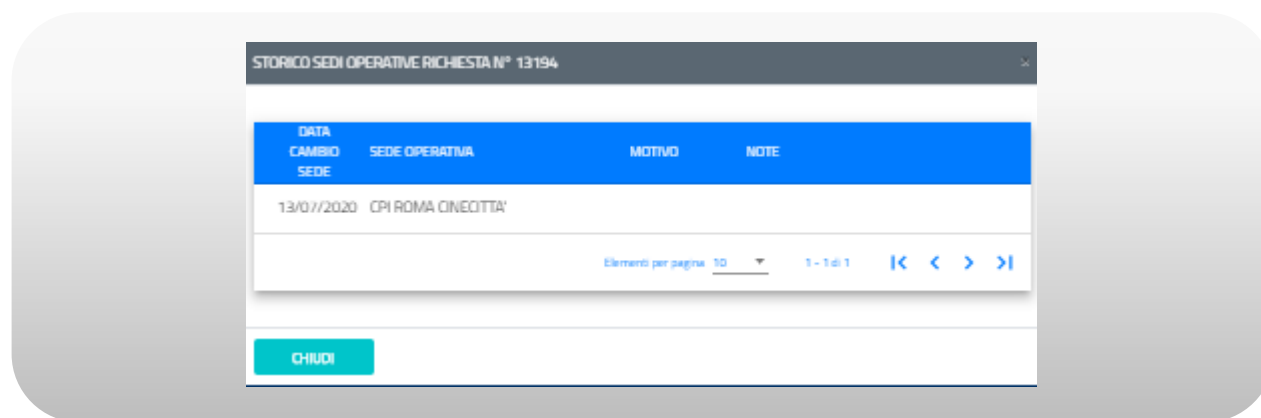 STORICO SEDI OPERATIVE RICHIESTA N° 13194
DATA CAMBIO SEDE
SEDE OPERATIVA
MOTIVO
NOTE
13/07/2020 CPI ROMA CINECITTA'
Elementi per pagina 10 1 - 1 di 1
CHIUDI